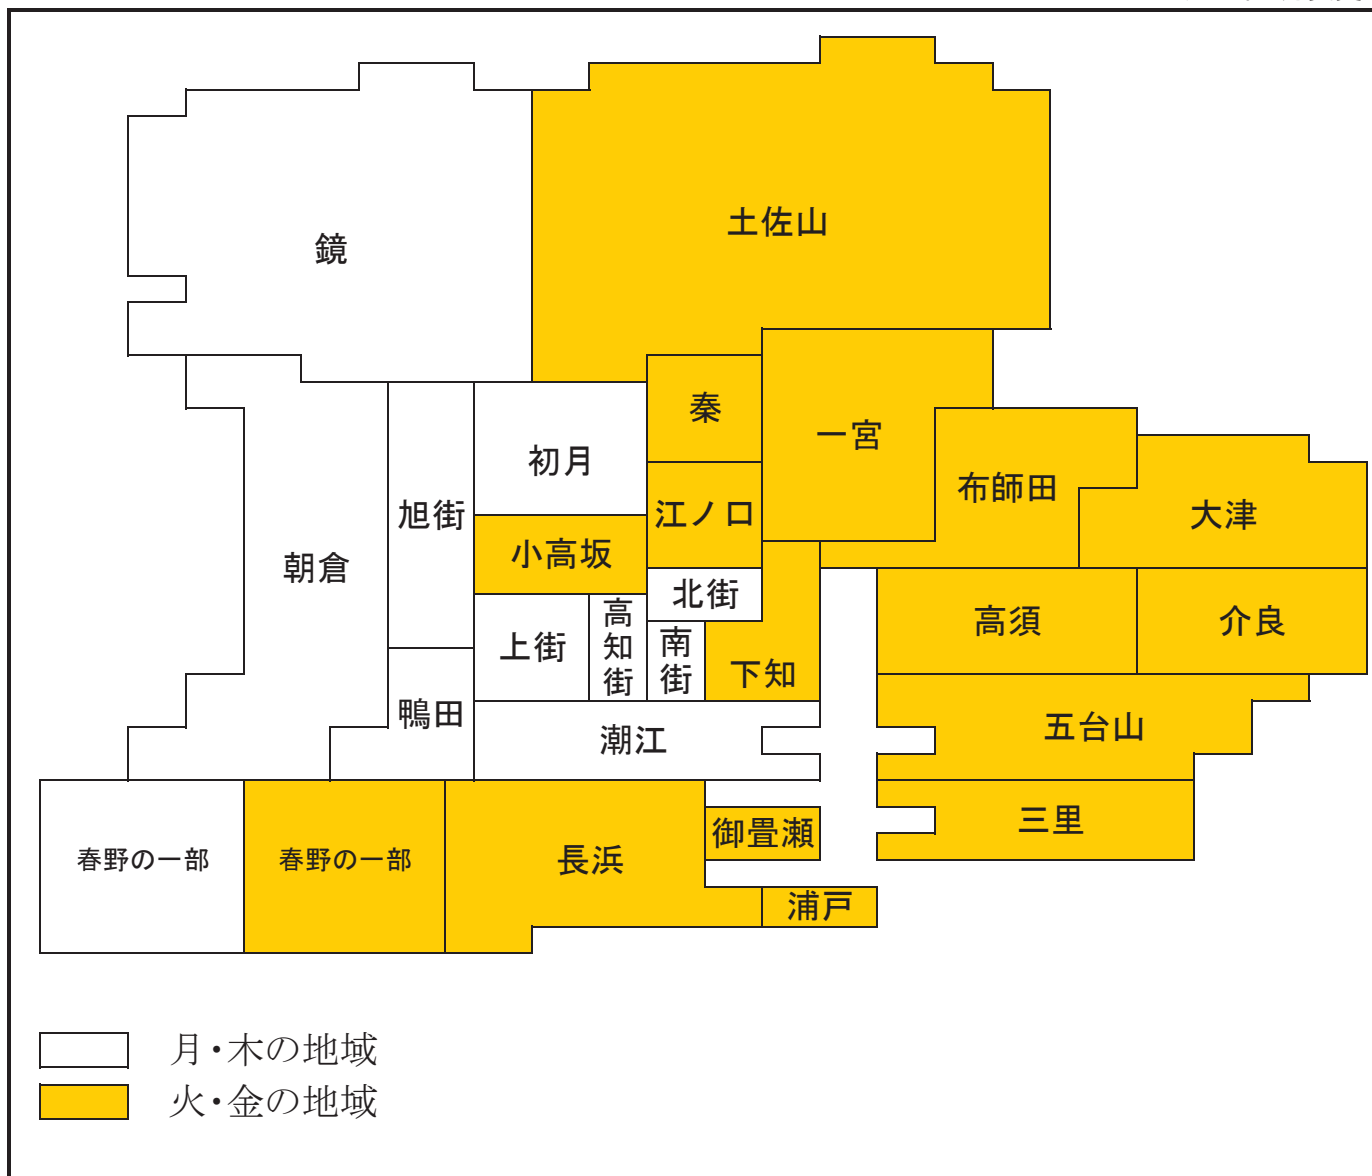 土佐山
鏡
秦
一宮
初月
布師田
旭街
江ノ口
大津
小高坂
朝倉
北街
高知街
高須
介良
上街
南街
下知
鴨田
潮江
五台山
三里
御畳瀬
春野の一部
春野の一部
長浜
浦戸
月・木の地域
火・金の地域